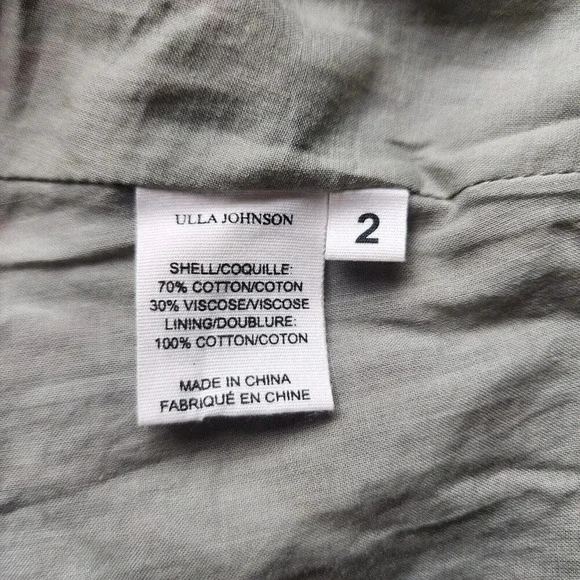 ULLA JOHNSON
2
SHELL/COQUILLE:
70% COTTON/COTON
30% VISCOSE/VISCOSE
LINING/DOUBLURE:
100% COTTON/COTON
MADE IN CHINA
FABRIQUÉ EN CHINE